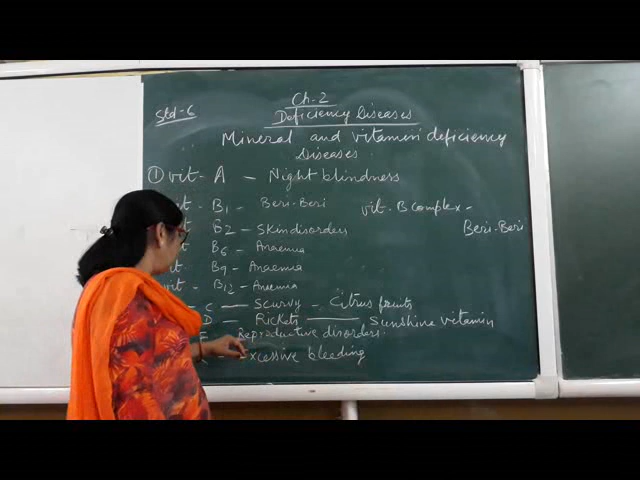 Std-6
Ch-2
Deficiency Diseases
Mineral and vitamin deficiency
Diseases.
① vit- A - Night blindness
B1 - Beri-Beri vit. B complex -
Beri-Beri
B2 - Skin disorders
B6 - Anaemia
B9 - Anaemia
vit- B12 - Anaemia
C - Scurvy - Citrus fruits
D - Rickets - Sunshine vitamin
E - Reproductive disorders.
Excessive bleeding